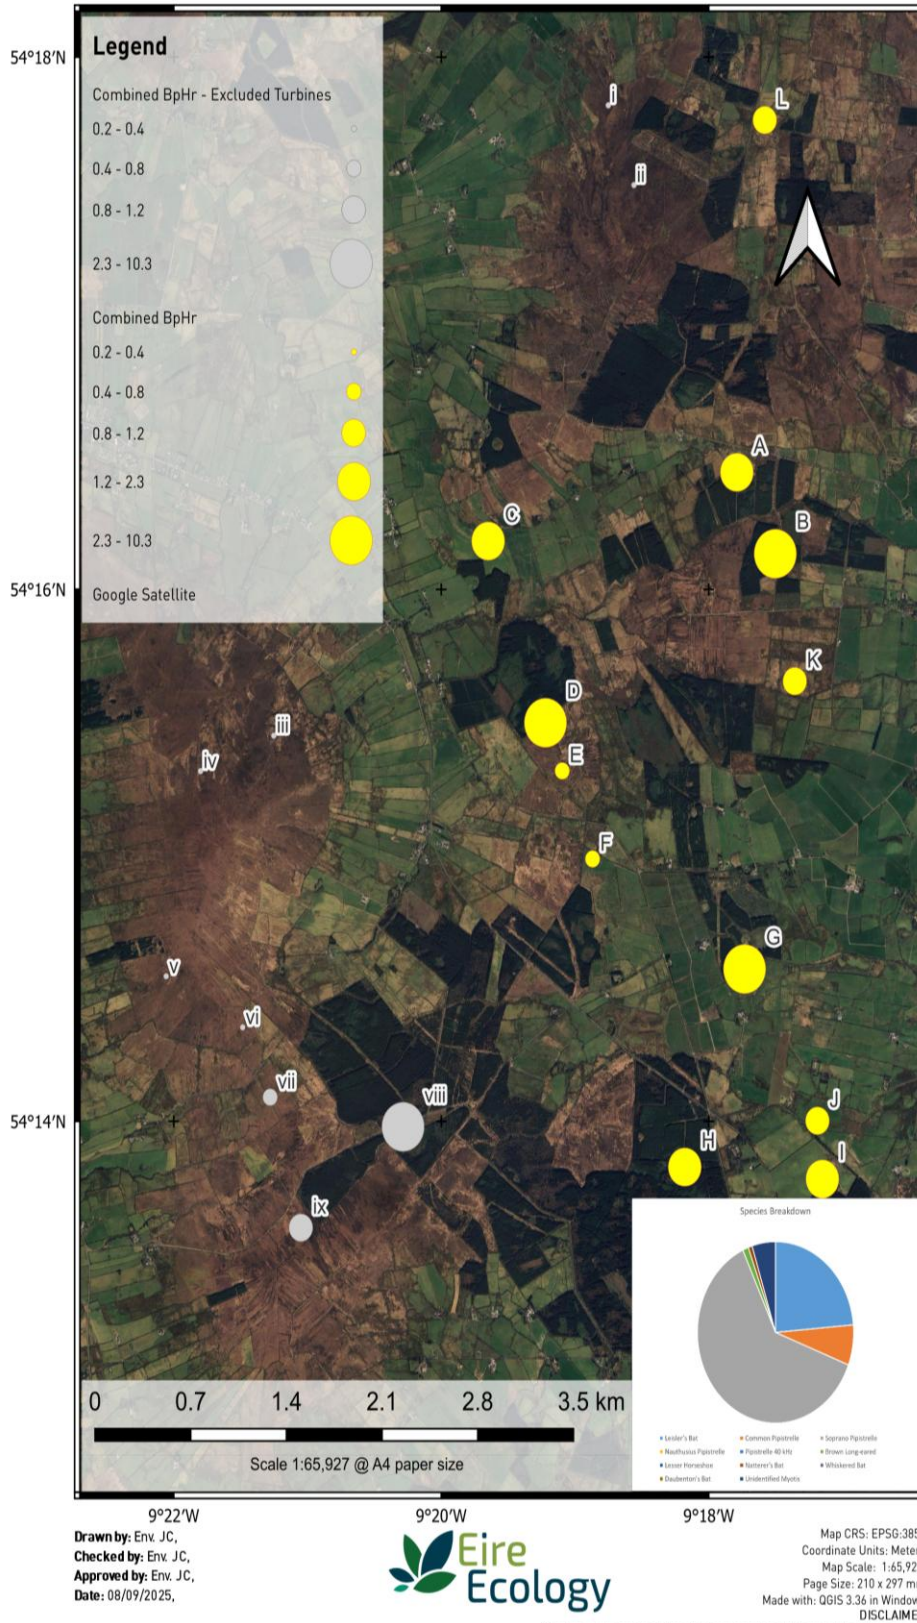 54°18'N
Legend
Combined BpHr - Excluded Turbines
0.2 - 0.4
0.4 - 0.8
0.8 - 1.2
2.3 - 10.3
Combined BpHr
0.2 - 0.4
0.4 - 0.8
0.8 - 1.2
1.2 - 2.3
2.3 - 10.3
Google Satellite
i
L
ii
A
C
B
54°16'N
K
D
iii
E
iv
F
G
v
vi
vii
viii
J
54°14'N
H
I
ix
Species Breakdown
Leisler's Bat
Common Pipistrelle
Soprano Pipistrelle
Nauthusius Pipistrelle
Pipistrelle 40 kHz
Brown Long-eared
Lesser Horseshoe
Natterer's Bat
Whiskered Bat
Daubenton's Bat
Unidentified Myotis
0 0.7 1.4 2.1 2.8 3.5 km
Scale 1:65,927 @ A4 paper size
9°22'W 9°20'W 9°18'W
Drawn by: Env. JC,
Checked by: Env. JC,
Approved by: Env. JC,
Date: 08/09/2025,
Eire
Ecology
Map CRS: EPSG:385
Coordinate Units: Mete
Map Scale: 1:65,92
Page Size: 210 x 297 m
Made with: QGIS 3.36 in Window
DISCLAIME